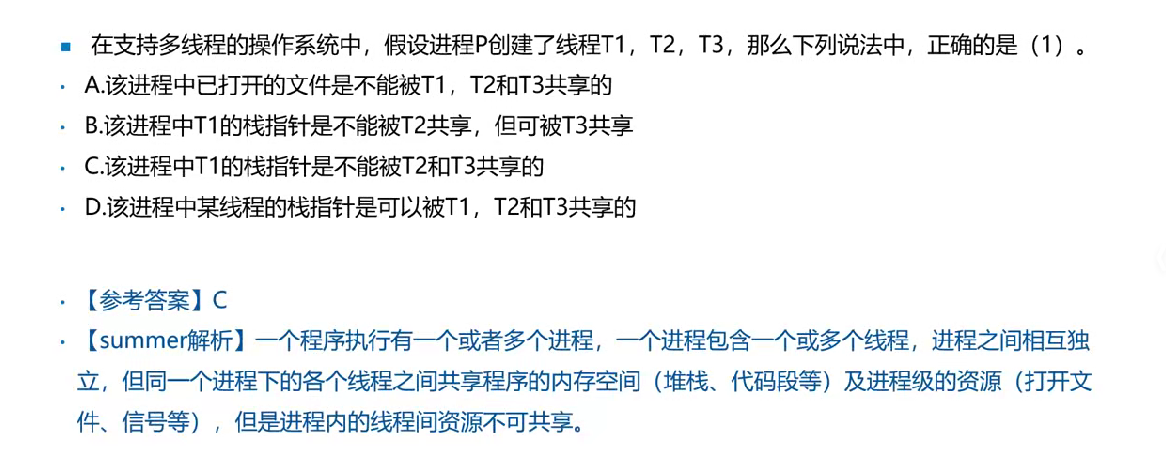 ■ 在支持多线程的操作系统中，假设进程P创建了线程T1，T2，T3，那么下列说法中，正确的是（1）。
· A.该进程中已打开的文件是不能被T1，T2和T3共享的
· B.该进程中T1的栈指针是不能被T2共享，但可被T3共享
· C.该进程中T1的栈指针是不能被T2和T3共享的
· D.该进程中某线程的栈指针是可以被T1，T2和T3共享的
· 【参考答案】C
· 【summer解析】一个程序执行有一个或者多个进程，一个进程包含一个或多个线程，进程之间相互独
立，但同一个进程下的各个线程之间共享程序的内存空间（堆栈、代码段等）及进程级的资源（打开文
件、信号等），但是进程内的线程间资源不可共享。